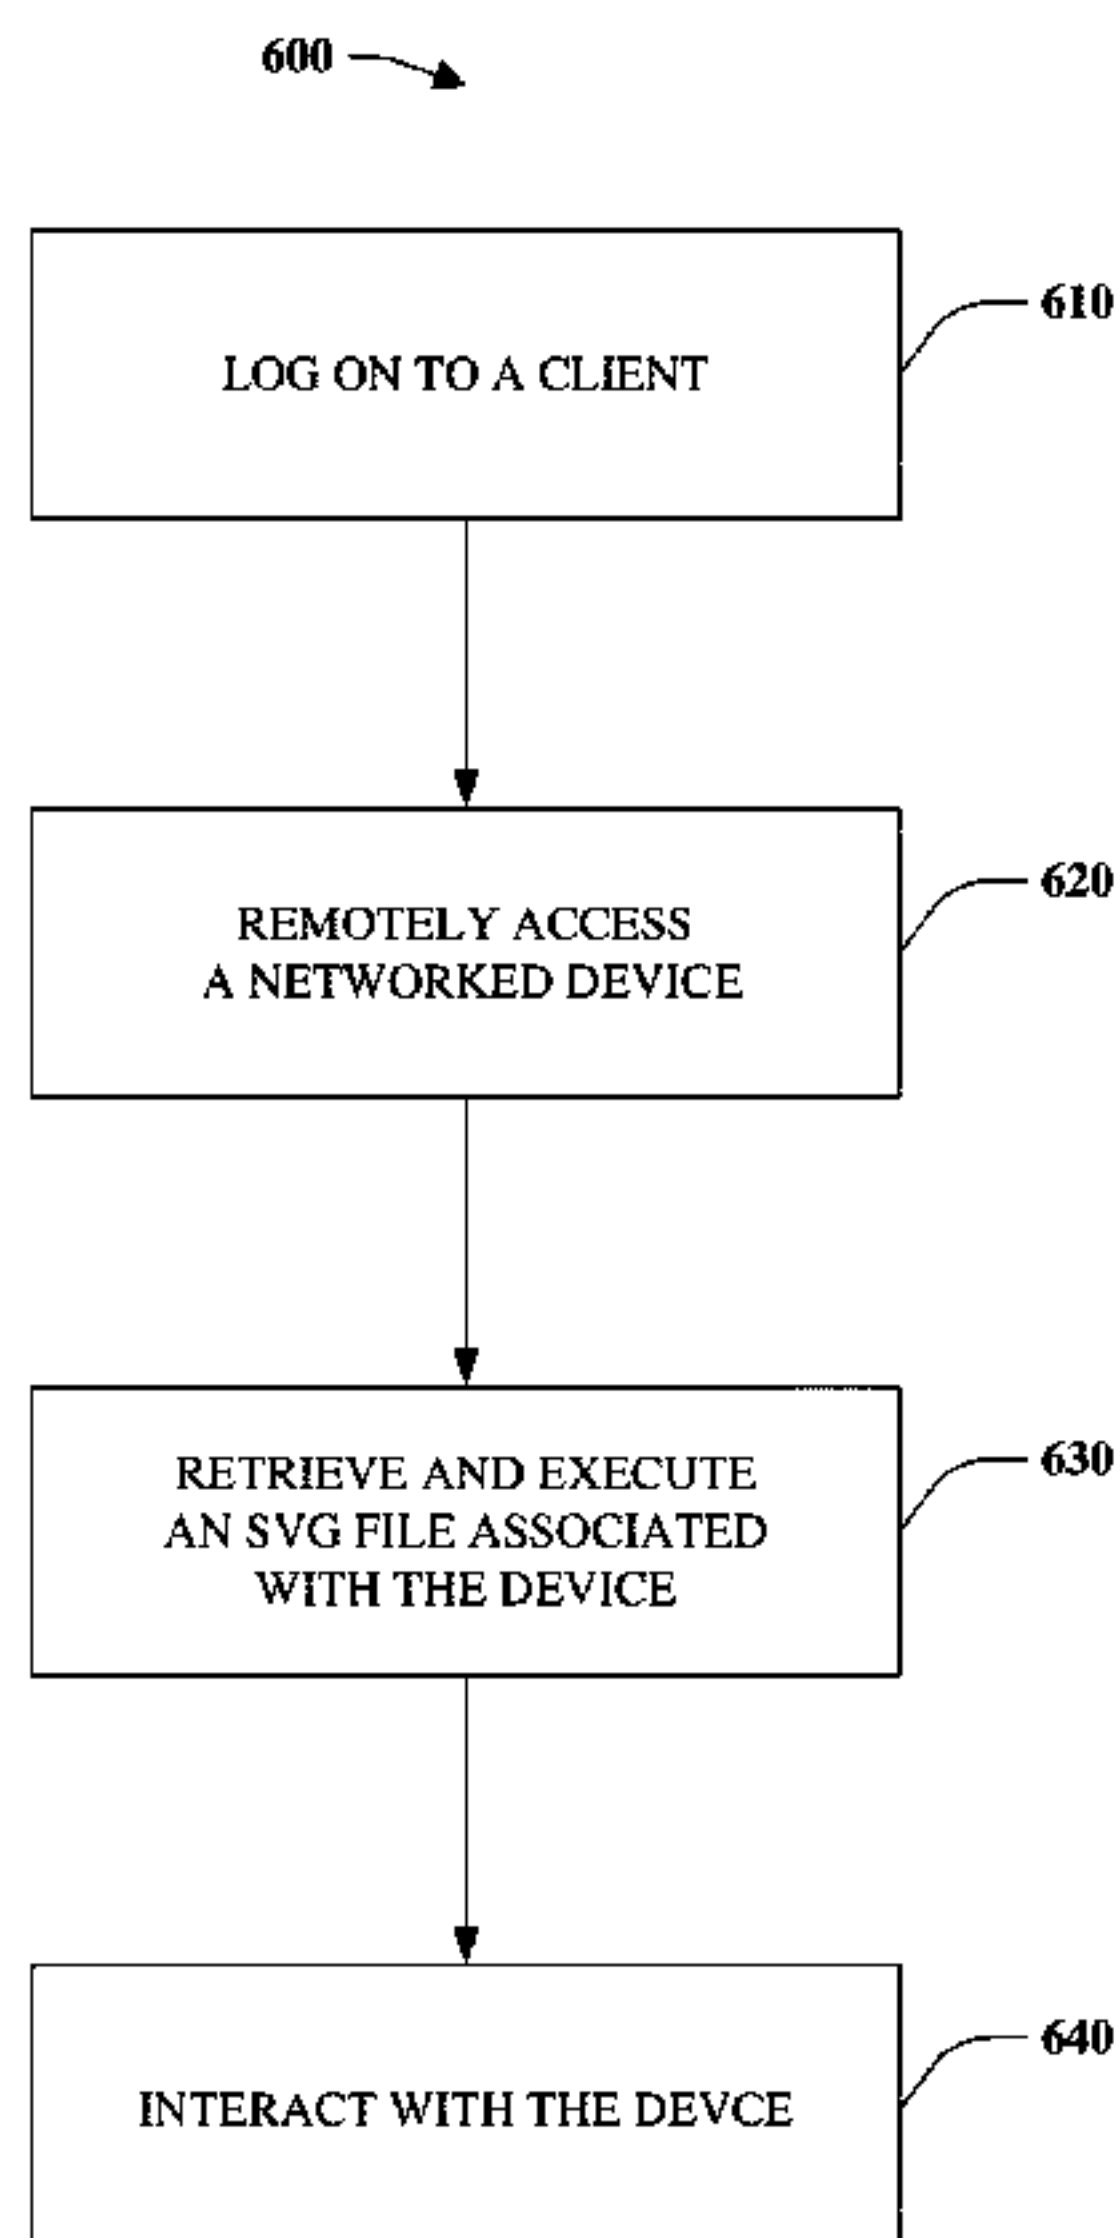 600
LOG ON TO A CLIENT
610
REMOTELY ACCESS
A NETWORKED DEVICE
620
RETRIEVE AND EXECUTE
AN SVG FILE ASSOCIATED
WITH THE DEVICE
630
INTERACT WITH THE DEVCE
640